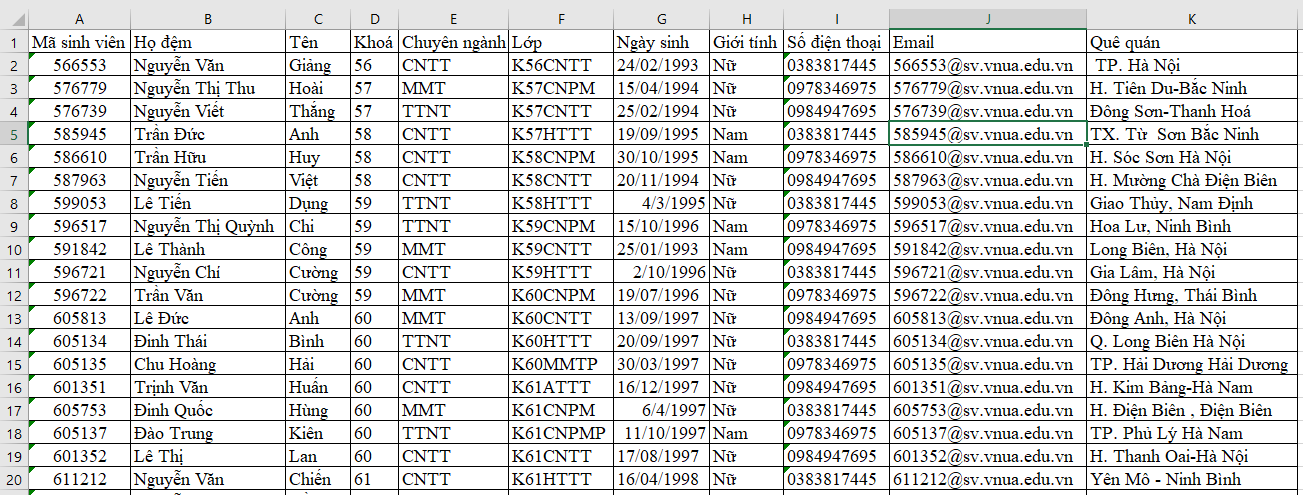 A B C D E F G H I J K
1 Mã sinh viên Họ đệm Tên Khoá Chuyên ngành Lớp Ngày sinh Giới tính Số điện thoại Email Quê quán
2 566553 Nguyễn Văn Giảng 56 CNTT K56CNTT 24/02/1993 Nữ 0383817445 566553@sv.vnua.edu.vn TP. Hà Nội
3 576779 Nguyễn Thị Thu Hoài 57 MMT K57CNPM 15/04/1994 Nữ 0978346975 576779@sv.vnua.edu.vn H. Tiên Du-Bắc Ninh
4 576739 Nguyễn Viết Thắng 57 TTNT K57CNTT 25/02/1994 Nữ 0984947695 576739@sv.vnua.edu.vn Đông Sơn-Thanh Hoá
5 585945 Trần Đức Anh 58 CNTT K57HTTT 19/09/1995 Nam 0383817445 585945@sv.vnua.edu.vn TX. Từ Sơn Bắc Ninh
6 586610 Trần Hữu Huy 58 CNTT K58CNPM 30/10/1995 Nam 0978346975 586610@sv.vnua.edu.vn H. Sóc Sơn Hà Nội
7 587963 Nguyễn Tiến Việt 58 CNTT K58CNTT 20/11/1994 Nữ 0984947695 587963@sv.vnua.edu.vn H. Mường Chà Điện Biên
8 599053 Lê Tiến Dụng 59 TTNT K58HTTT 4/3/1995 Nữ 0383817445 599053@sv.vnua.edu.vn Giao Thủy, Nam Định
9 596517 Nguyễn Thị Quỳnh Chi 59 TTNT K59CNPM 15/10/1996 Nam 0978346975 596517@sv.vnua.edu.vn Hoa Lư, Ninh Bình
10 591842 Lê Thành Công 59 MMT K59CNTT 25/01/1993 Nam 0984947695 591842@sv.vnua.edu.vn Long Biên, Hà Nội
11 596721 Nguyễn Chí Cường 59 CNTT K59HTTT 2/10/1996 Nữ 0383817445 596721@sv.vnua.edu.vn Gia Lâm, Hà Nội
12 596722 Trần Văn Cường 59 MMT K60CNPM 19/07/1996 Nữ 0978346975 596722@sv.vnua.edu.vn Đông Hưng, Thái Bình
13 605813 Lê Đức Anh 60 MMT K60CNTT 13/09/1997 Nữ 0984947695 605813@sv.vnua.edu.vn Đông Anh, Hà Nội
14 605134 Đinh Thái Bình 60 TTNT K60HTTT 20/09/1997 Nữ 0383817445 605134@sv.vnua.edu.vn Q. Long Biên Hà Nội
15 605135 Chu Hoàng Hải 60 CNTT K60MMTP 30/03/1997 Nữ 0978346975 605135@sv.vnua.edu.vn TP. Hải Dương Hải Dương
16 601351 Trịnh Văn Huấn 60 CNTT K61ATTT 16/12/1997 Nữ 0984947695 601351@sv.vnua.edu.vn H. Kim Bảng-Hà Nam
17 605753 Đinh Quốc Hùng 60 MMT K61CNPM 6/4/1997 Nữ 0383817445 605753@sv.vnua.edu.vn H. Điện Biên , Điện Biên
18 605137 Đào Trung Kiên 60 TTNT K61CNPMP 11/10/1997 Nam 0978346975 605137@sv.vnua.edu.vn TP. Phủ Lý Hà Nam
19 601352 Lê Thị Lan 60 CNTT K61CNTT 17/08/1997 Nữ 0984947695 601352@sv.vnua.edu.vn H. Thanh Oai-Hà Nội
20 611212 Nguyễn Văn Chiến 61 CNTT K61HTTT 16/04/1998 Nữ 0383817445 611212@sv.vnua.edu.vn Yên Mô - Ninh Bình